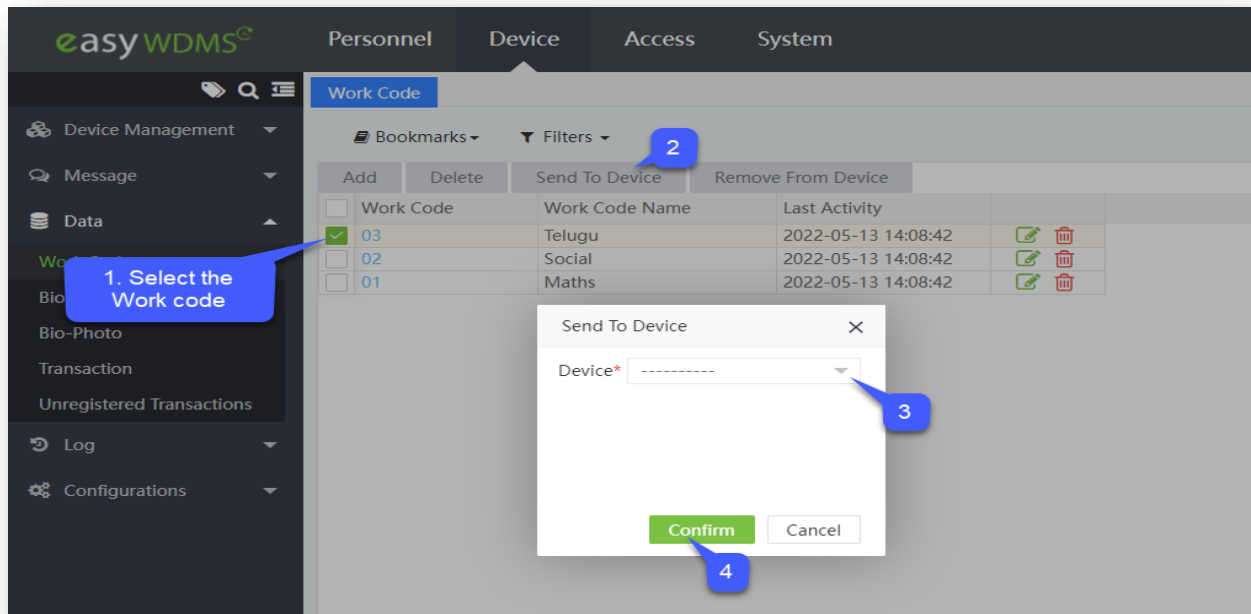 easy WDMS
Personnel Device Access System
Work Code
Device Management
Bookmarks Filters
2
Message
Add Delete Send To Device Remove From Device
Work Code Work Code Name Last Activity
Data
03 Telugu 2022-05-13 14:08:42
02 Social 2022-05-13 14:08:42
01 Maths 2022-05-13 14:08:42
1. Select the
Work code
Bio-Photo
Transaction
Unregistered Transactions
Log
Configurations
Send To Device
Device* ----------
3
Confirm Cancel
4